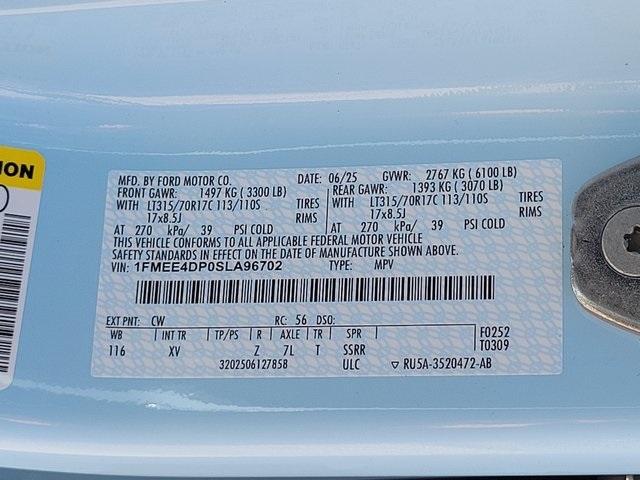 ION
MFD. BY FORD MOTOR CO. DATE: 06/25 GVWR: 2767 KG (6100 LB)
FRONT GAWR: 1497 KG (3300 LB) REAR GAWR: 1393 KG (3070 LB)
WITH LT315/70R17C 113/110S TIRES WITH LT315/70R17C 113/110S TIRES
17x8.5J RIMS 17x8.5J RIMS
AT 270 kPa/ 39 PSI COLD AT 270 kPa/ 39 PSI COLD
THIS VEHICLE CONFORMS TO ALL APPLICABLE FEDERAL MOTOR VEHICLE
SAFETY STANDARDS IN EFFECT ON THE DATE OF MANUFACTURE SHOWN ABOVE.
VIN: 1FMEE4DP0SLA96702 TYPE: MPV
EXT PNT: CW RC: 56 DSO:
WB INT TR TP/PS R AXLE TR SPR F0252
116 XV Z 7L T SSRR T0309
3202506127858 ULC ▽ RU5A-3520472-AB